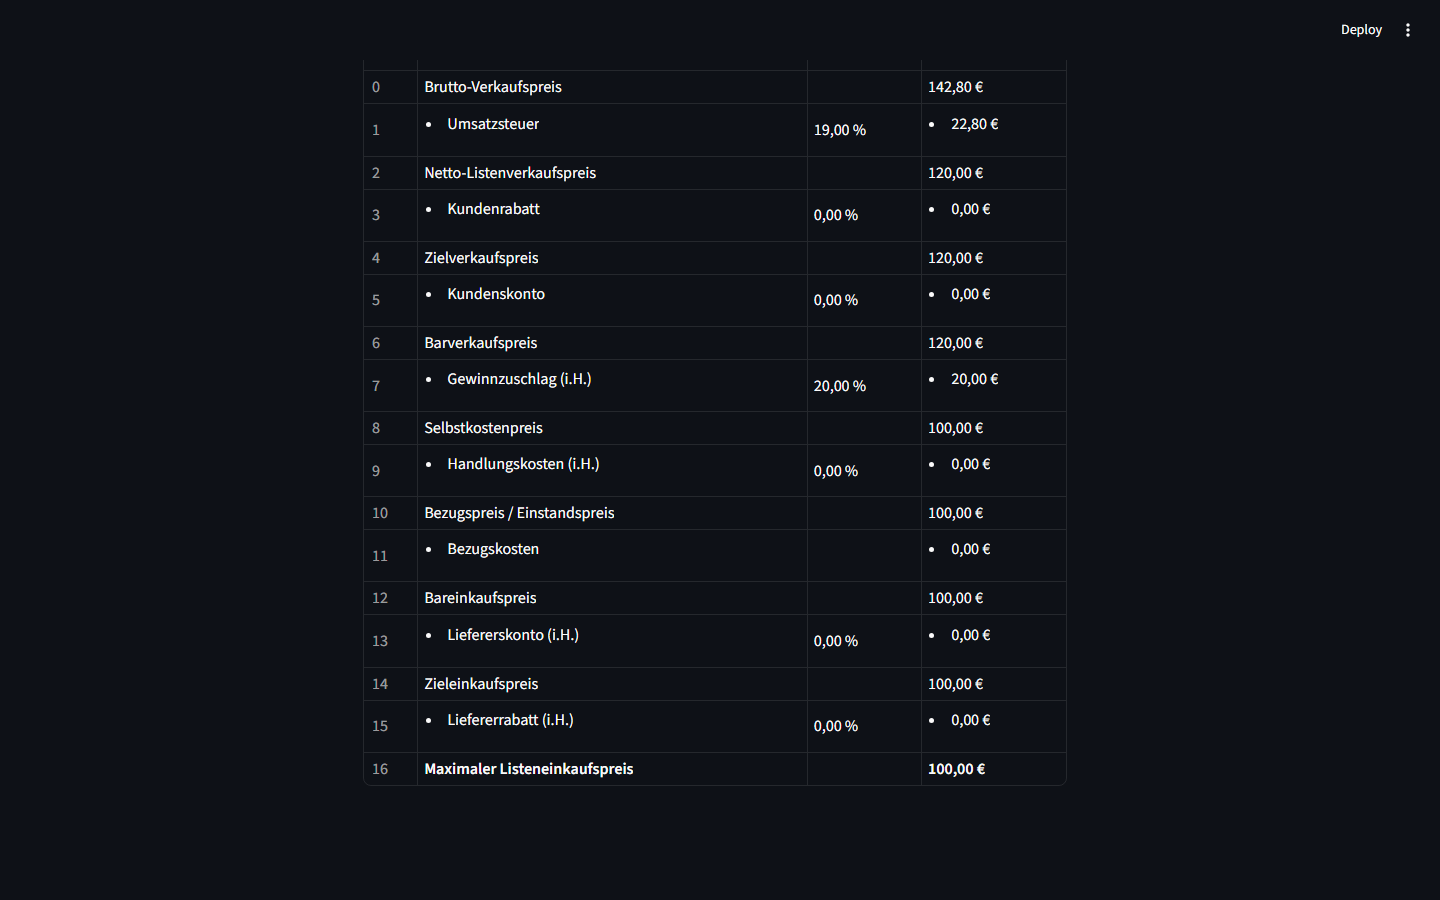 Deploy
0 Brutto-Verkaufspreis 142,80 €
1 • Umsatzsteuer 19,00 % • 22,80 €
2 Netto-Listenverkaufspreis 120,00 €
3 • Kundenrabatt 0,00 % • 0,00 €
4 Zielverkaufspreis 120,00 €
5 • Kundenskonto 0,00 % • 0,00 €
6 Barverkaufspreis 120,00 €
7 • Gewinnzuschlag (i.H.) 20,00 % • 20,00 €
8 Selbstkostenpreis 100,00 €
9 • Handlungskosten (i.H.) 0,00 % • 0,00 €
10 Bezugspreis / Einstandspreis 100,00 €
11 • Bezugskosten • 0,00 €
12 Bareinkaufspreis 100,00 €
13 • Liefererskonto (i.H.) 0,00 % • 0,00 €
14 Zieleinkaufspreis 100,00 €
15 • Liefererrabatt (i.H.) 0,00 % • 0,00 €
16 Maximaler Listeneinkaufspreis 100,00 €